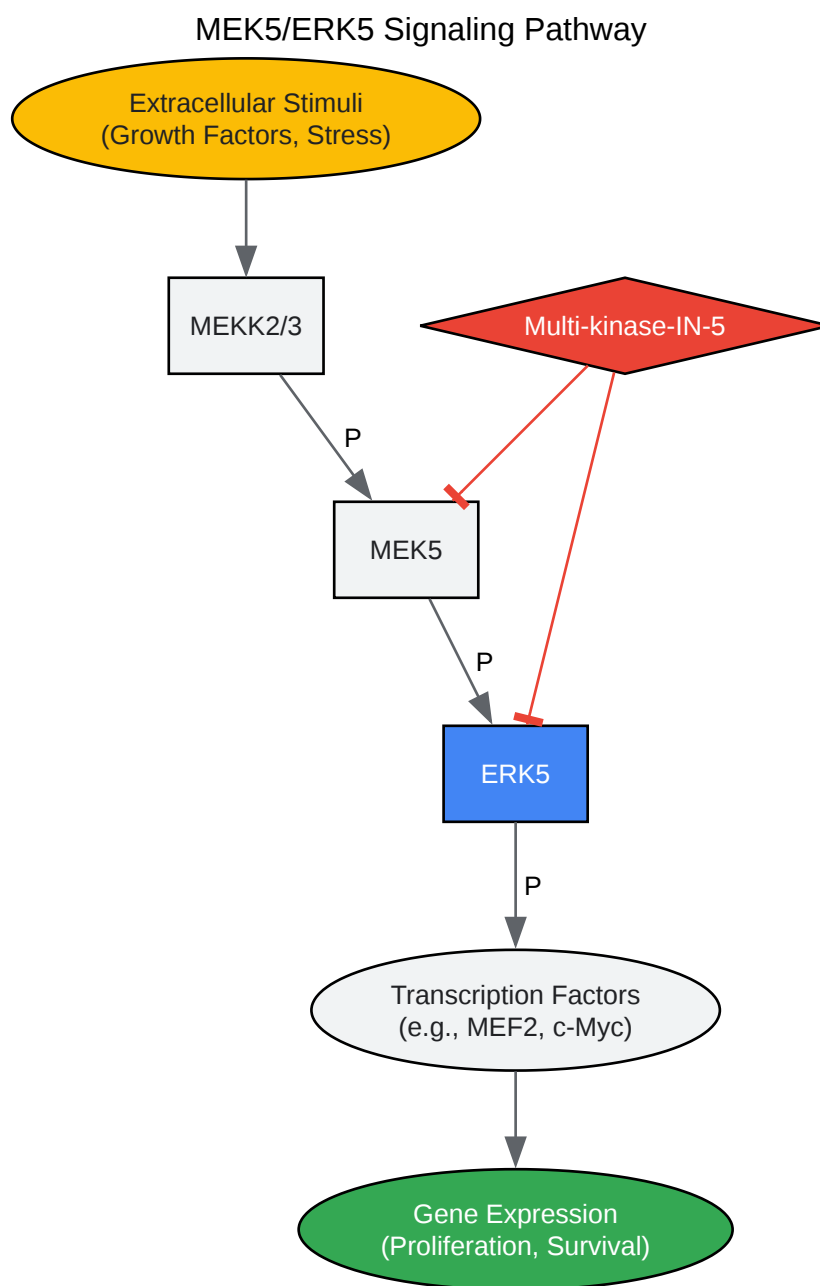 MEK5/ERK5 Signaling Pathway
Extracellular Stimuli
(Growth Factors, Stress)
MEKK2/3
Multi-kinase-IN-5
P
MEK5
P
ERK5
P
Transcription Factors
(e.g., MEF2, c-Myc)
Gene Expression
(Proliferation, Survival)